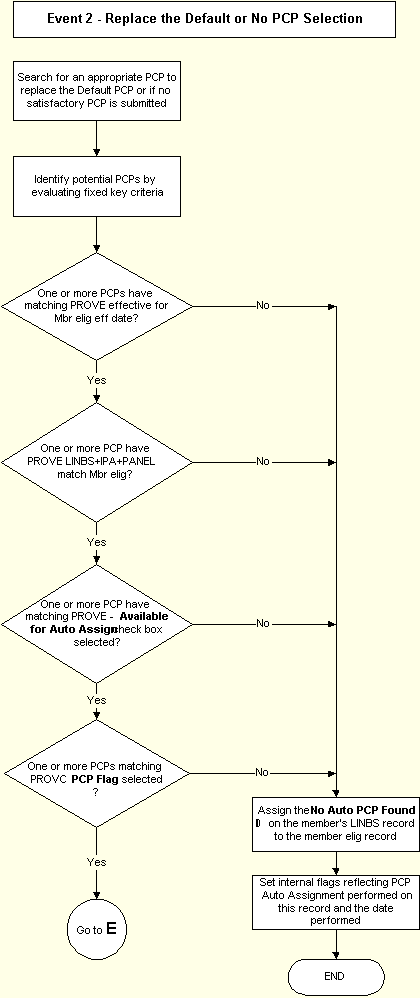 Event 2 - Replace the Default or No PCP Selection
Search for an appropriate PCP to
replace the Default PCP or if no
satisfactory PCP is submitted
Identify potential PCPs by
evaluating fixed key criteria
One or more PCPs have
matching PROVE effective for
Mbr elig eff date?
No
Yes
One or more PCP have
PROVE LINBS+IPA+PANEL
match Mbr elig?
No
Yes
One or more PCP have
matching PROVE - Available
for Auto Assign check box
selected?
No
Yes
One or more PCPs matching
PROVC PCP Flag selected
?
No
Yes
Go to E
Assign the No Auto PCP Found
on the member's LINBS record
to the member elig record
Set internal flags reflecting PCP
Auto Assignment performed on
this record and the date
performed
END